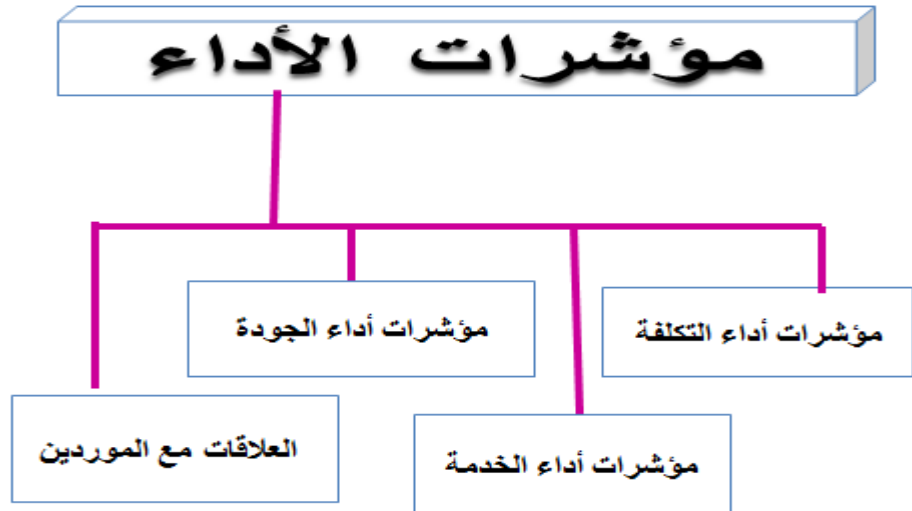 مؤشرات الأداء
مؤشرات أداء التكلفة
مؤشرات أداء الخدمة
مؤشرات أداء الجودة
العلاقات مع الموردين